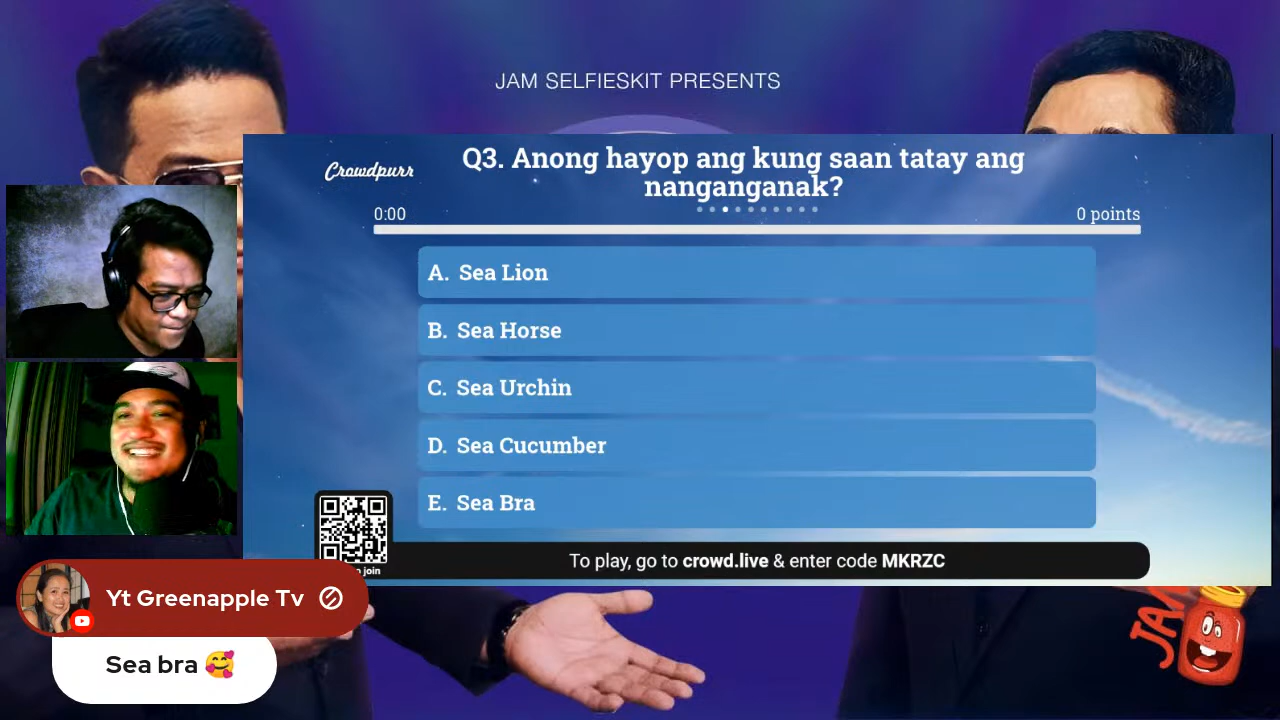 JAM SELFIESKIT PRESENTS
Crowdpurr
Q3. Anong hayop ang kung saan tatay ang
nanganganak?
0:00
0 points
A. Sea Lion
B. Sea Horse
C. Sea Urchin
D. Sea Cucumber
E. Sea Bra
join
To play, go to crowd.live & enter code MKRZC
Yt Greenapple Tv
Sea bra 🥰
JAM